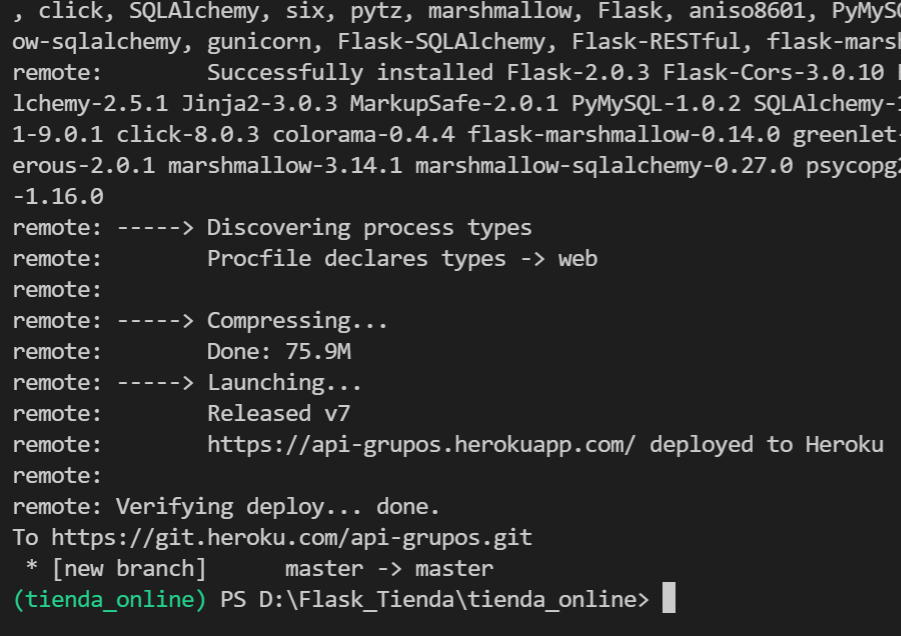 , click, SQLAlchemy, six, pytz, marshmallow, Flask, aniso8601,
ow-sqlalchemy, gunicorn, Flask-SQLAlchemy, Flask-RESTful,
remote:        Successfully installed Flask-2.0.3 Flask-Cors-3.0.10
lchemy-2.5.1 Jinja2-3.0.3 MarkupSafe-2.0.1 PyMySQL-1.0.2
1-9.0.1 click-8.0.3 colorama-0.4.4 flask-marshmallow-0.14.0 greenlet-
erous-2.0.1 marshmallow-3.14.1 marshmallow-sqlalchemy-0.27.0
-1.16.0
remote: -----> Discovering process types
remote:        Procfile declares types -> web
remote:
remote: -----> Compressing...
remote:        Done: 75.9M
remote: -----> Launching...
remote:        Released v7
remote:        https://api-grupos.herokuapp.com/ deployed to Heroku
remote:
remote: Verifying deploy... done.
To https://git.heroku.com/api-grupos.git
 * [new branch]      master -> master
(tienda_online) PS D:\Flask_Tienda\tienda_online>